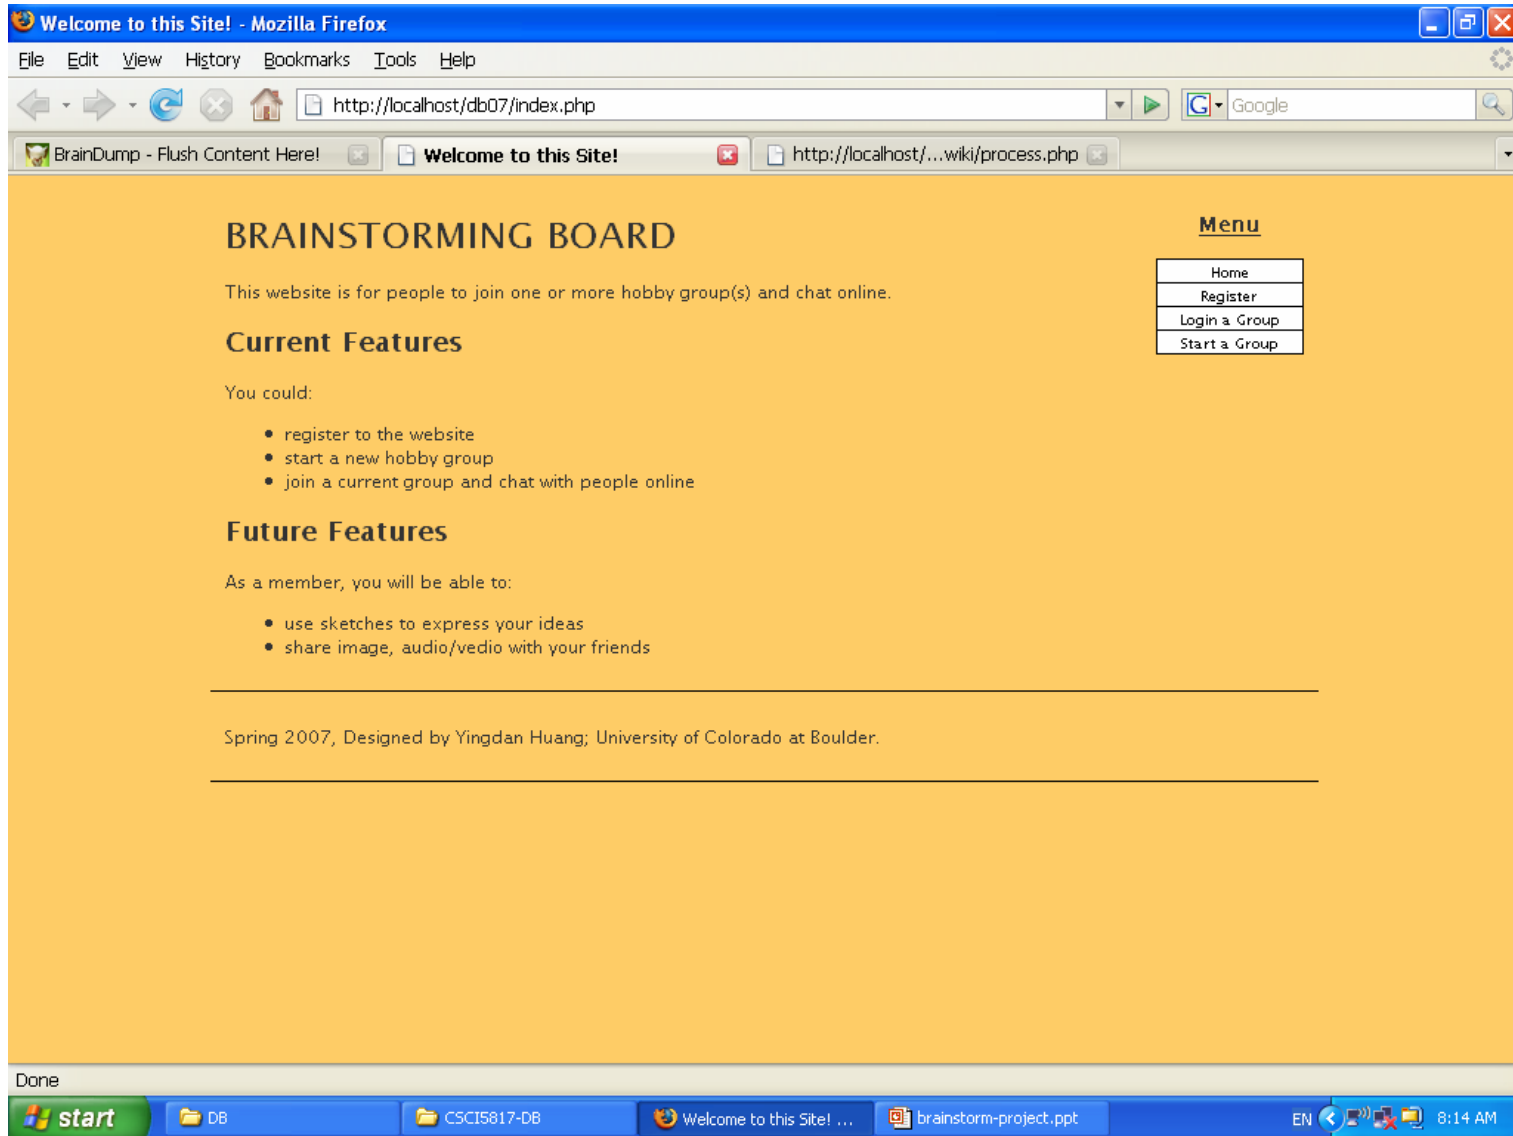 Welcome to this Site! - Mozilla Firefox
File Edit View History Bookmarks Tools Help
http://localhost/db07/index.php
G Google
BrainDump - Flush Content Here!
Welcome to this Site!
http://localhost/...wiki/process.php
BRAINSTORMING BOARD
This website is for people to join one or more hobby group(s) and chat online.
Menu
Home
Register
Login a Group
Start a Group
Current Features
You could:
• register to the website
• start a new hobby group
• join a current group and chat with people online
Future Features
As a member, you will be able to:
• use sketches to express your ideas
• share image, audio/vedio with your friends
Spring 2007, Designed by Yingdan Huang; University of Colorado at Boulder.
Done
start DB CSCI5817-DB Welcome to this Site! ... brainstorm-project.ppt EN 8:14 AM